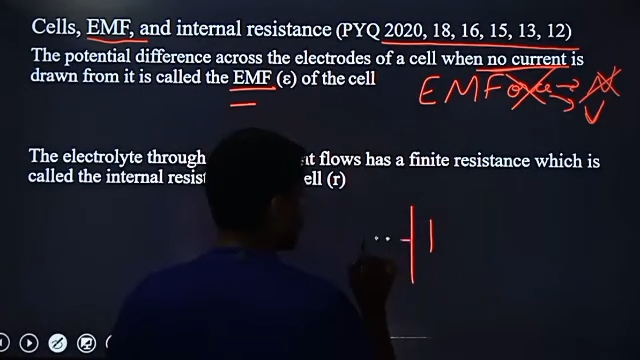 Cells, EMF, and internal resistance (PYQ 2020, 18, 16, 15, 13, 12)
The potential difference across the electrodes of a cell when no current is
drawn from it is called the EMF (ε) of the cell
EMF orce → N
→ V
The electrolyte through t flows has a finite resistance which is
called the internal resist ell (r)